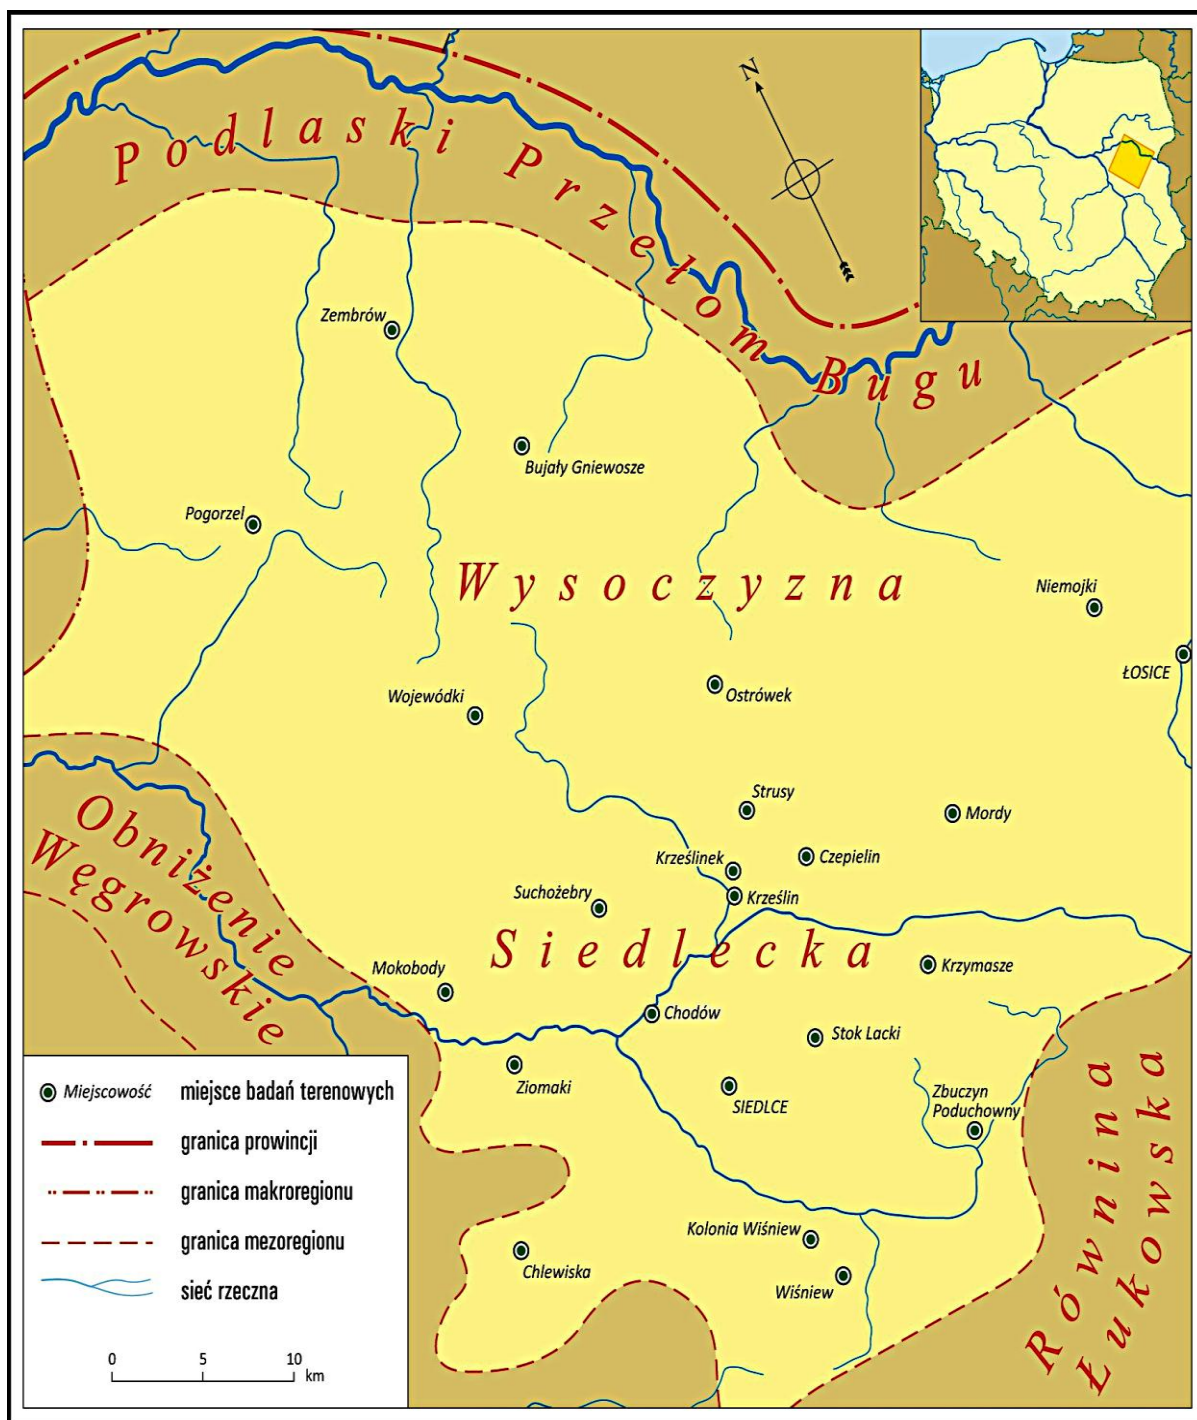 N
Podlaski Przełom Bugu
Zembrów
Bujały Gniewosze
Pogorzel
Wysoczyzna
Niemojki
ŁOSICE
Wojewódki
Ostrówek
Strusy
Mordy
Obniżenie
Węgrowskie
Krześlinek
Czepielin
Suchożebry
Krześlin
Siedlecka
Mokobody
Krzymasze
Chodów
Stok Lacki
Ziomaki
SIEDLCE
Zbuczyn
Poduchowny
Równina
Łukowska
Kolonia Wiśniew
Chlewiska
Wiśniew
Miejscowość miejsce badań terenowych
granica prowincji
granica makroregionu
granica mezoregionu
sieć rzeczna
0 5 10
km